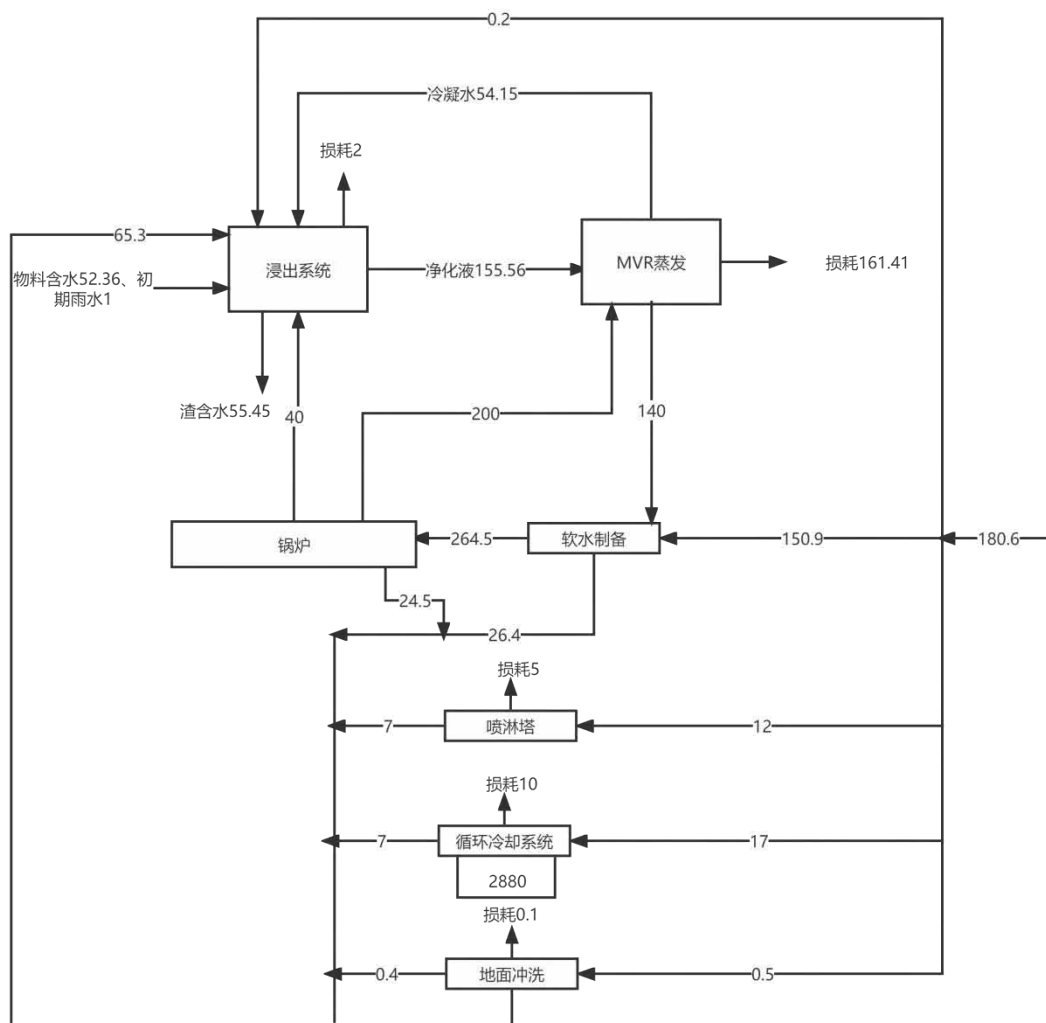 0.2
冷凝水54.15
损耗2
65.3
浸出系统
净化液155.56
MVR蒸发
损耗161.41
物料含水52.36、初
期雨水1
渣含水55.45
40
200
140
锅炉
264.5
软水制备
150.9
180.6
24.5
26.4
损耗5
7
喷淋塔
12
损耗10
7
循环冷却系统
17
2880
损耗0.1
0.4
地面冲洗
0.5